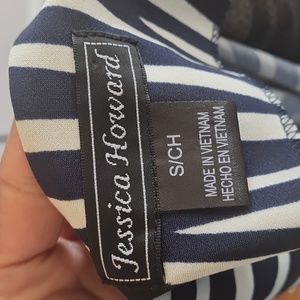 Jessica Howard
S/CH
MADE IN VIETNAM
HECHO EN VIETNAM